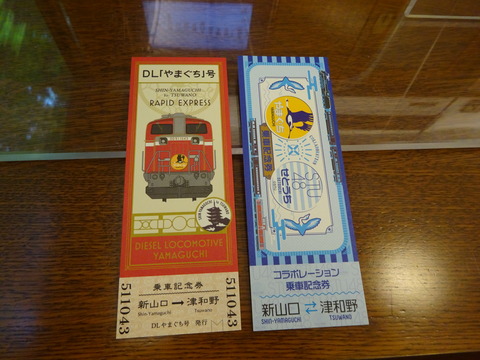 DL「やまぐち」号
SHIN-YAMAGUCHI
to TSUWANO
RAPID EXPRESS
DIESEL LOCOMOTIVE
YAMAGUCHI
乗車記念券
新山口→津和野
Shin-Yamaguchi Tsuwano
DLやまぐち号 発行
511043
511043
STU
48
せとうち
コラボレーション
乗車記念券
新山口⇄津和野
SHIN-YAMAGUCHI TSUWANO